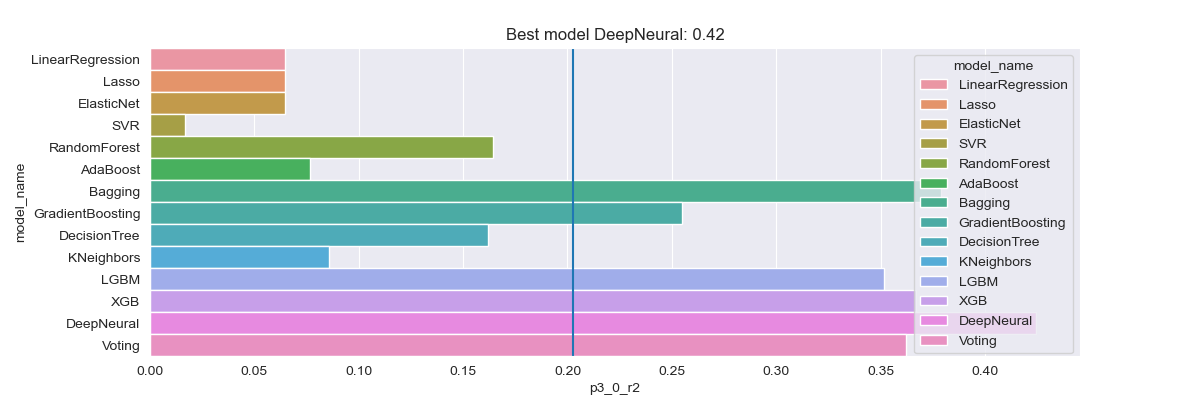 Best model DeepNeural: 0.42
model_name
LinearRegression
Lasso
ElasticNet
SVR
RandomForest
AdaBoost
Bagging
GradientBoosting
DecisionTree
KNeighbors
LGBM
XGB
DeepNeural
Voting
model_name
LinearRegression
Lasso
ElasticNet
SVR
RandomForest
AdaBoost
Bagging
GradientBoosting
DecisionTree
KNeighbors
LGBM
XGB
DeepNeural
Voting
0.00 0.05 0.10 0.15 0.20 0.25 0.30 0.35 0.40
p3_0_r2